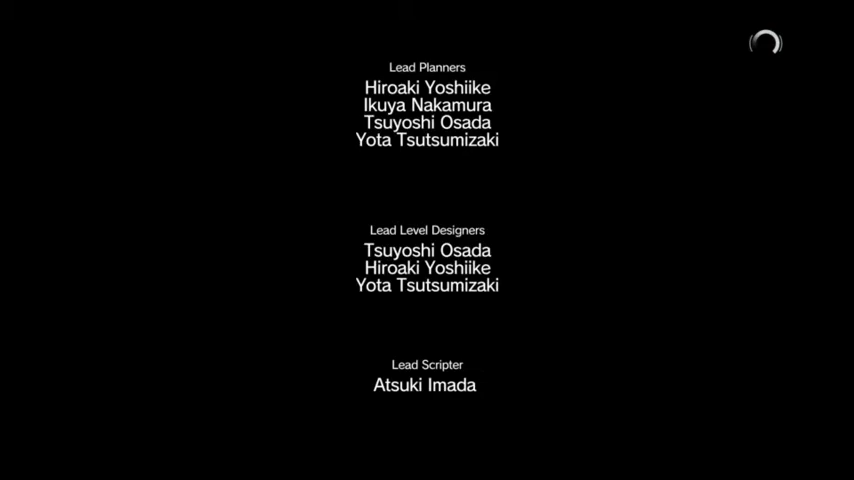 Lead Planners
Hiroaki Yoshiike
Ikuya Nakamura
Tsuyoshi Osada
Yota Tsutsumizaki
Lead Level Designers
Tsuyoshi Osada
Hiroaki Yoshiike
Yota Tsutsumizaki
Lead Scripter
Atsuki Imada